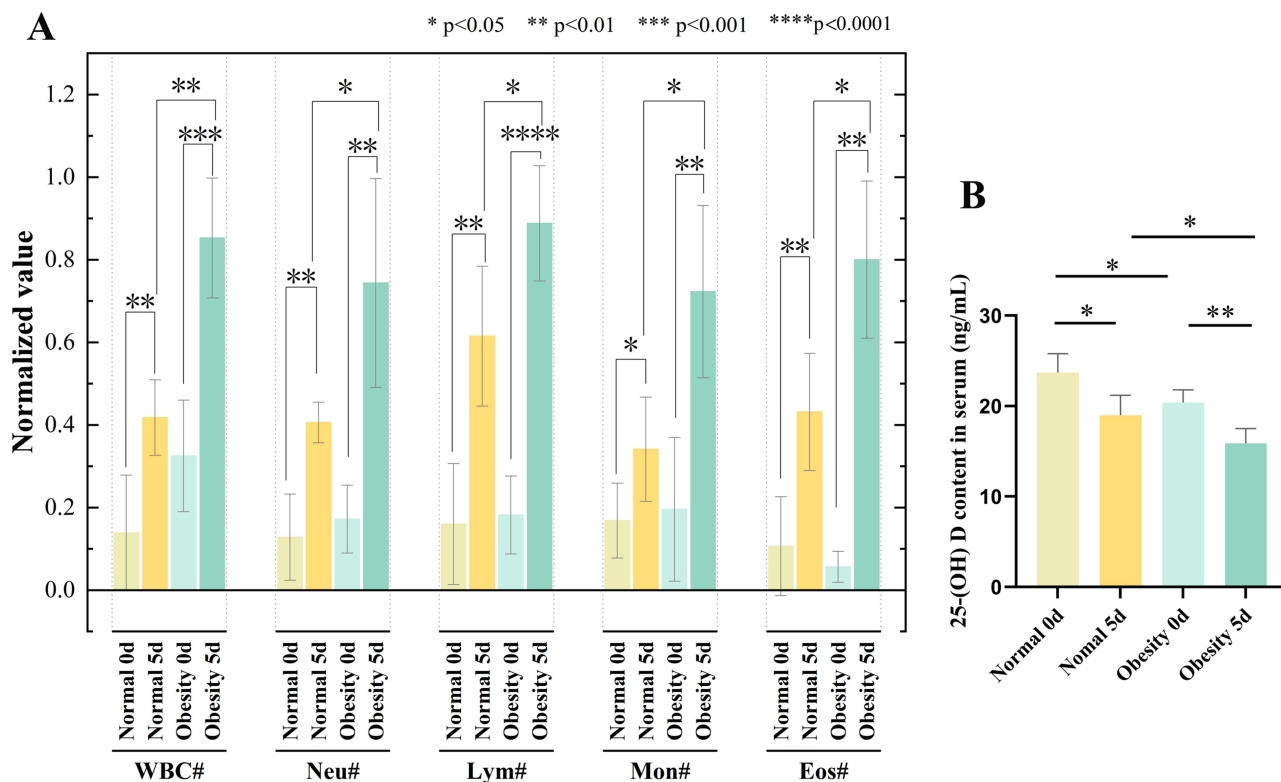 A
* p<0.05 ** p<0.01 *** p<0.001 ****p<0.0001
Normalized value
1.2
1.0
0.8
0.6
0.4
0.2
0.0
** *** **
** ** *
** **** *
* ** *
** ** *
Normal 0d
Normal 5d
Obesity 0d
Obesity 5d
WBC#
Normal 0d
Normal 5d
Obesity 0d
Obesity 5d
Neu#
Normal 0d
Normal 5d
Obesity 0d
Obesity 5d
Lym#
Normal 0d
Normal 5d
Obesity 0d
Obesity 5d
Mon#
Normal 0d
Normal 5d
Obesity 0d
Obesity 5d
Eos#
B
25-(OH) D content in serum (ng/mL)
30
20
10
0
*
*
* **
Normal 0d
Nomal 5d
Obesity 0d
Obesity 5d